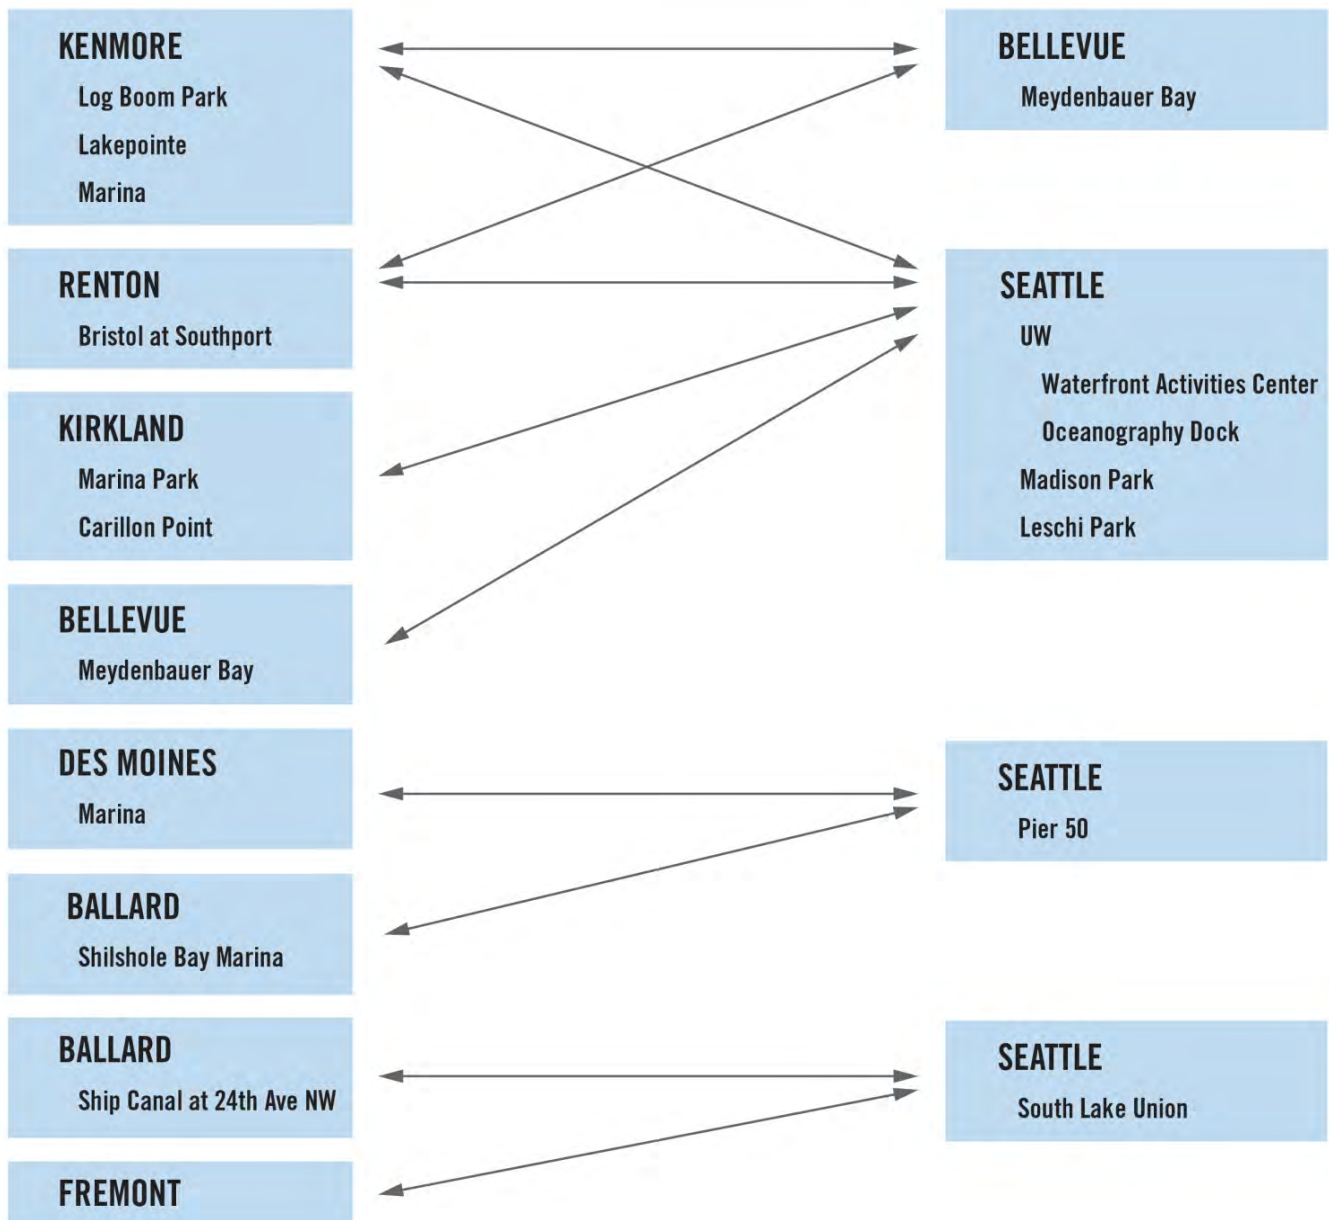 KENMORE
Log Boom Park
Lakepointe
Marina
RENTON
Bristol at Southport
KIRKLAND
Marina Park
Carillon Point
BELLEVUE
Meydenbauer Bay
DES MOINES
Marina
BALLARD
Shilshole Bay Marina
BALLARD
Ship Canal at 24th Ave NW
FREMONT
BELLEVUE
Meydenbauer Bay
SEATTLE
UW
Waterfront Activities Center
Oceanography Dock
Madison Park
Leschi Park
SEATTLE
Pier 50
SEATTLE
South Lake Union